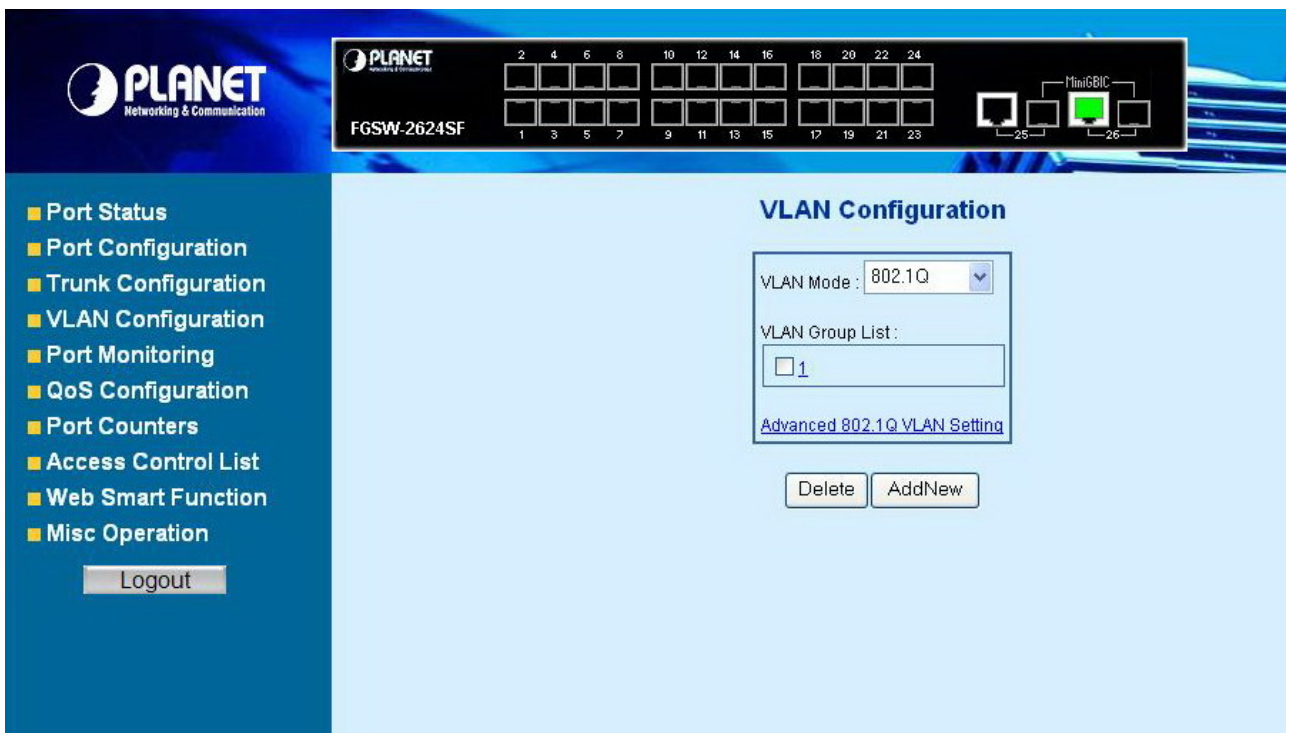 PLANET
Networking & Communication
PLANET
FGSW-2624SF
2 4 6 8 10 12 14 16 18 20 22 24
1 3 5 7 9 11 13 15 17 19 21 23
MiniGBIC
25 26
Port Status
Port Configuration
Trunk Configuration
VLAN Configuration
Port Monitoring
QoS Configuration
Port Counters
Access Control List
Web Smart Function
Misc Operation
Logout
VLAN Configuration
VLAN Mode : 802.1Q
VLAN Group List :
1
Advanced 802.1Q VLAN Setting
Delete AddNew